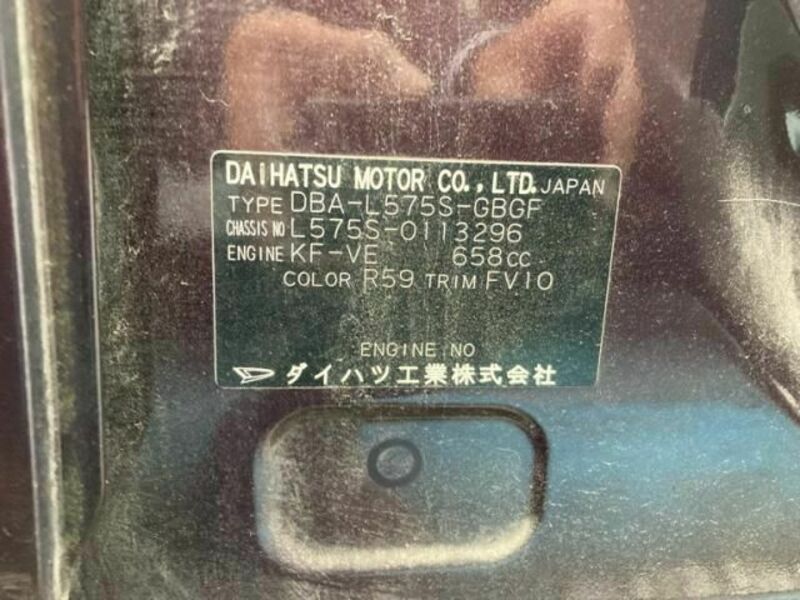 DAIHATSU MOTOR CO.,LTD. JAPAN
TYPE DBA-L575S-GBGF
CHASSIS NO L575S-0113296
ENGINE KF-VE 658CC
COLOR R59 TRIM FV10
ENGINE NO
ダイハツ工業株式会社